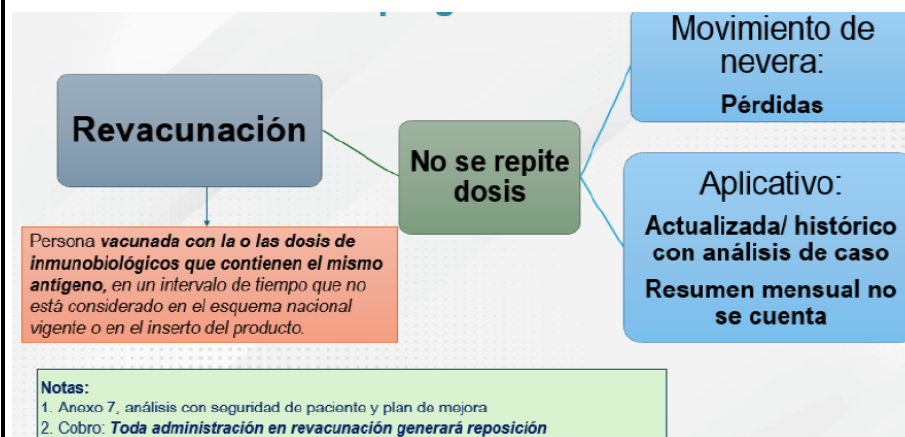 Revacunación
No se repite
dosis
Movimiento de
nevera:
Pérdidas
Aplicativo:
Actualizada/ histórico
con análisis de caso
Resumen mensual no
se cuenta
Persona vacunada con la o las dosis de
inmunobiológicos que contienen el mismo
antígeno, en un intervalo de tiempo que no
está considerado en el esquema nacional
vigente o en el inserto del producto.
Notas:
1. Anexo 7, análisis con seguridad de paciente y plan de mejora
2. Cobro: Toda administración en revacunación generará reposición